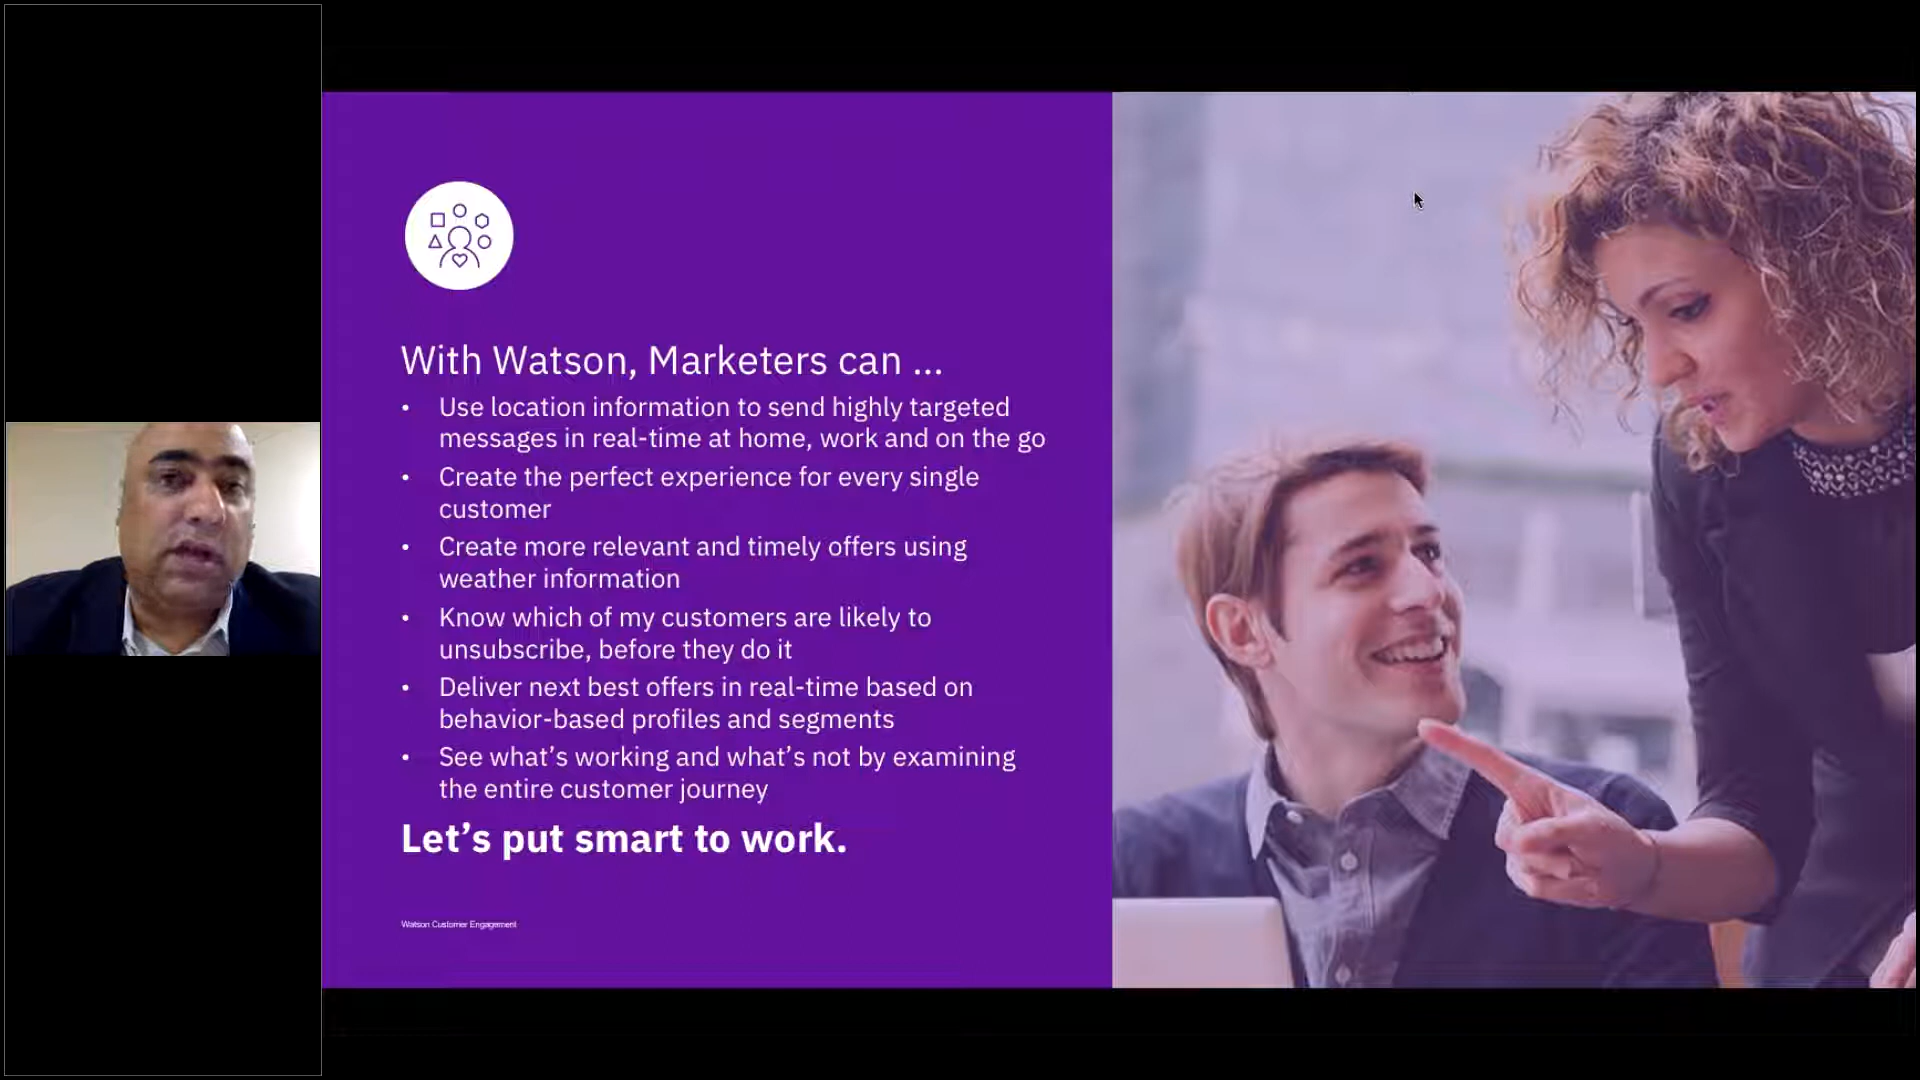 With Watson, Marketers can ...
• Use location information to send highly targeted
messages in real-time at home, work and on the go
• Create the perfect experience for every single
customer
• Create more relevant and timely offers using
weather information
• Know which of my customers are likely to
unsubscribe, before they do it
• Deliver next best offers in real-time based on
behavior-based profiles and segments
• See what’s working and what’s not by examining
the entire customer journey
Let’s put smart to work.
Watson Customer Engagement